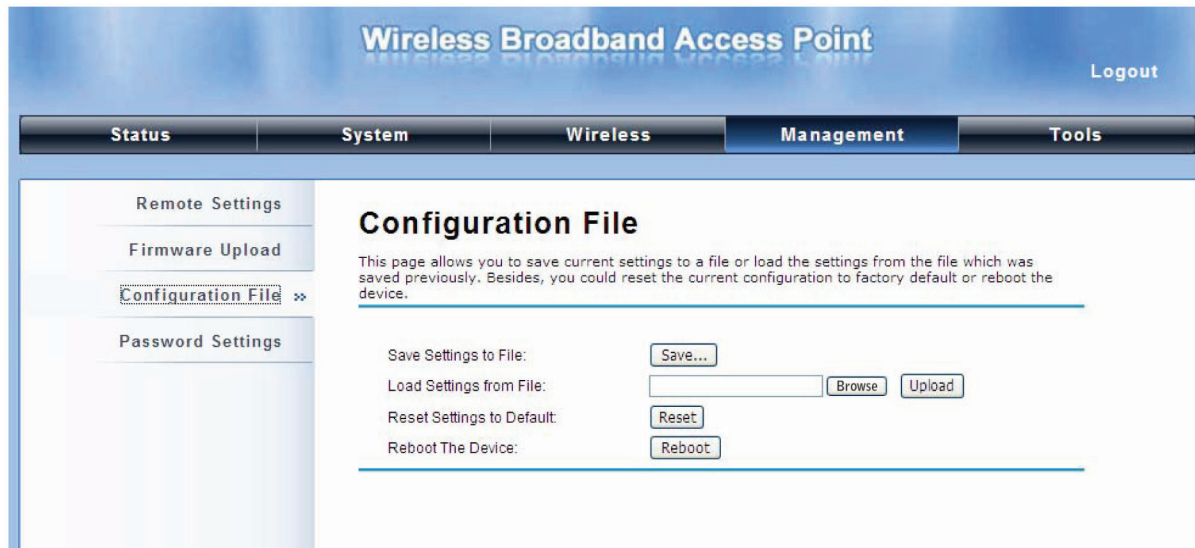 Wireless Broadband Access Point
Logout
Status System Wireless Management Tools
Remote Settings
Firmware Upload
Configuration File »
Password Settings
Configuration File
This page allows you to save current settings to a file or load the settings from the file which was
saved previously. Besides, you could reset the current configuration to factory default or reboot the
device.
Save Settings to File: Save...
Load Settings from File: Browse Upload
Reset Settings to Default: Reset
Reboot The Device: Reboot